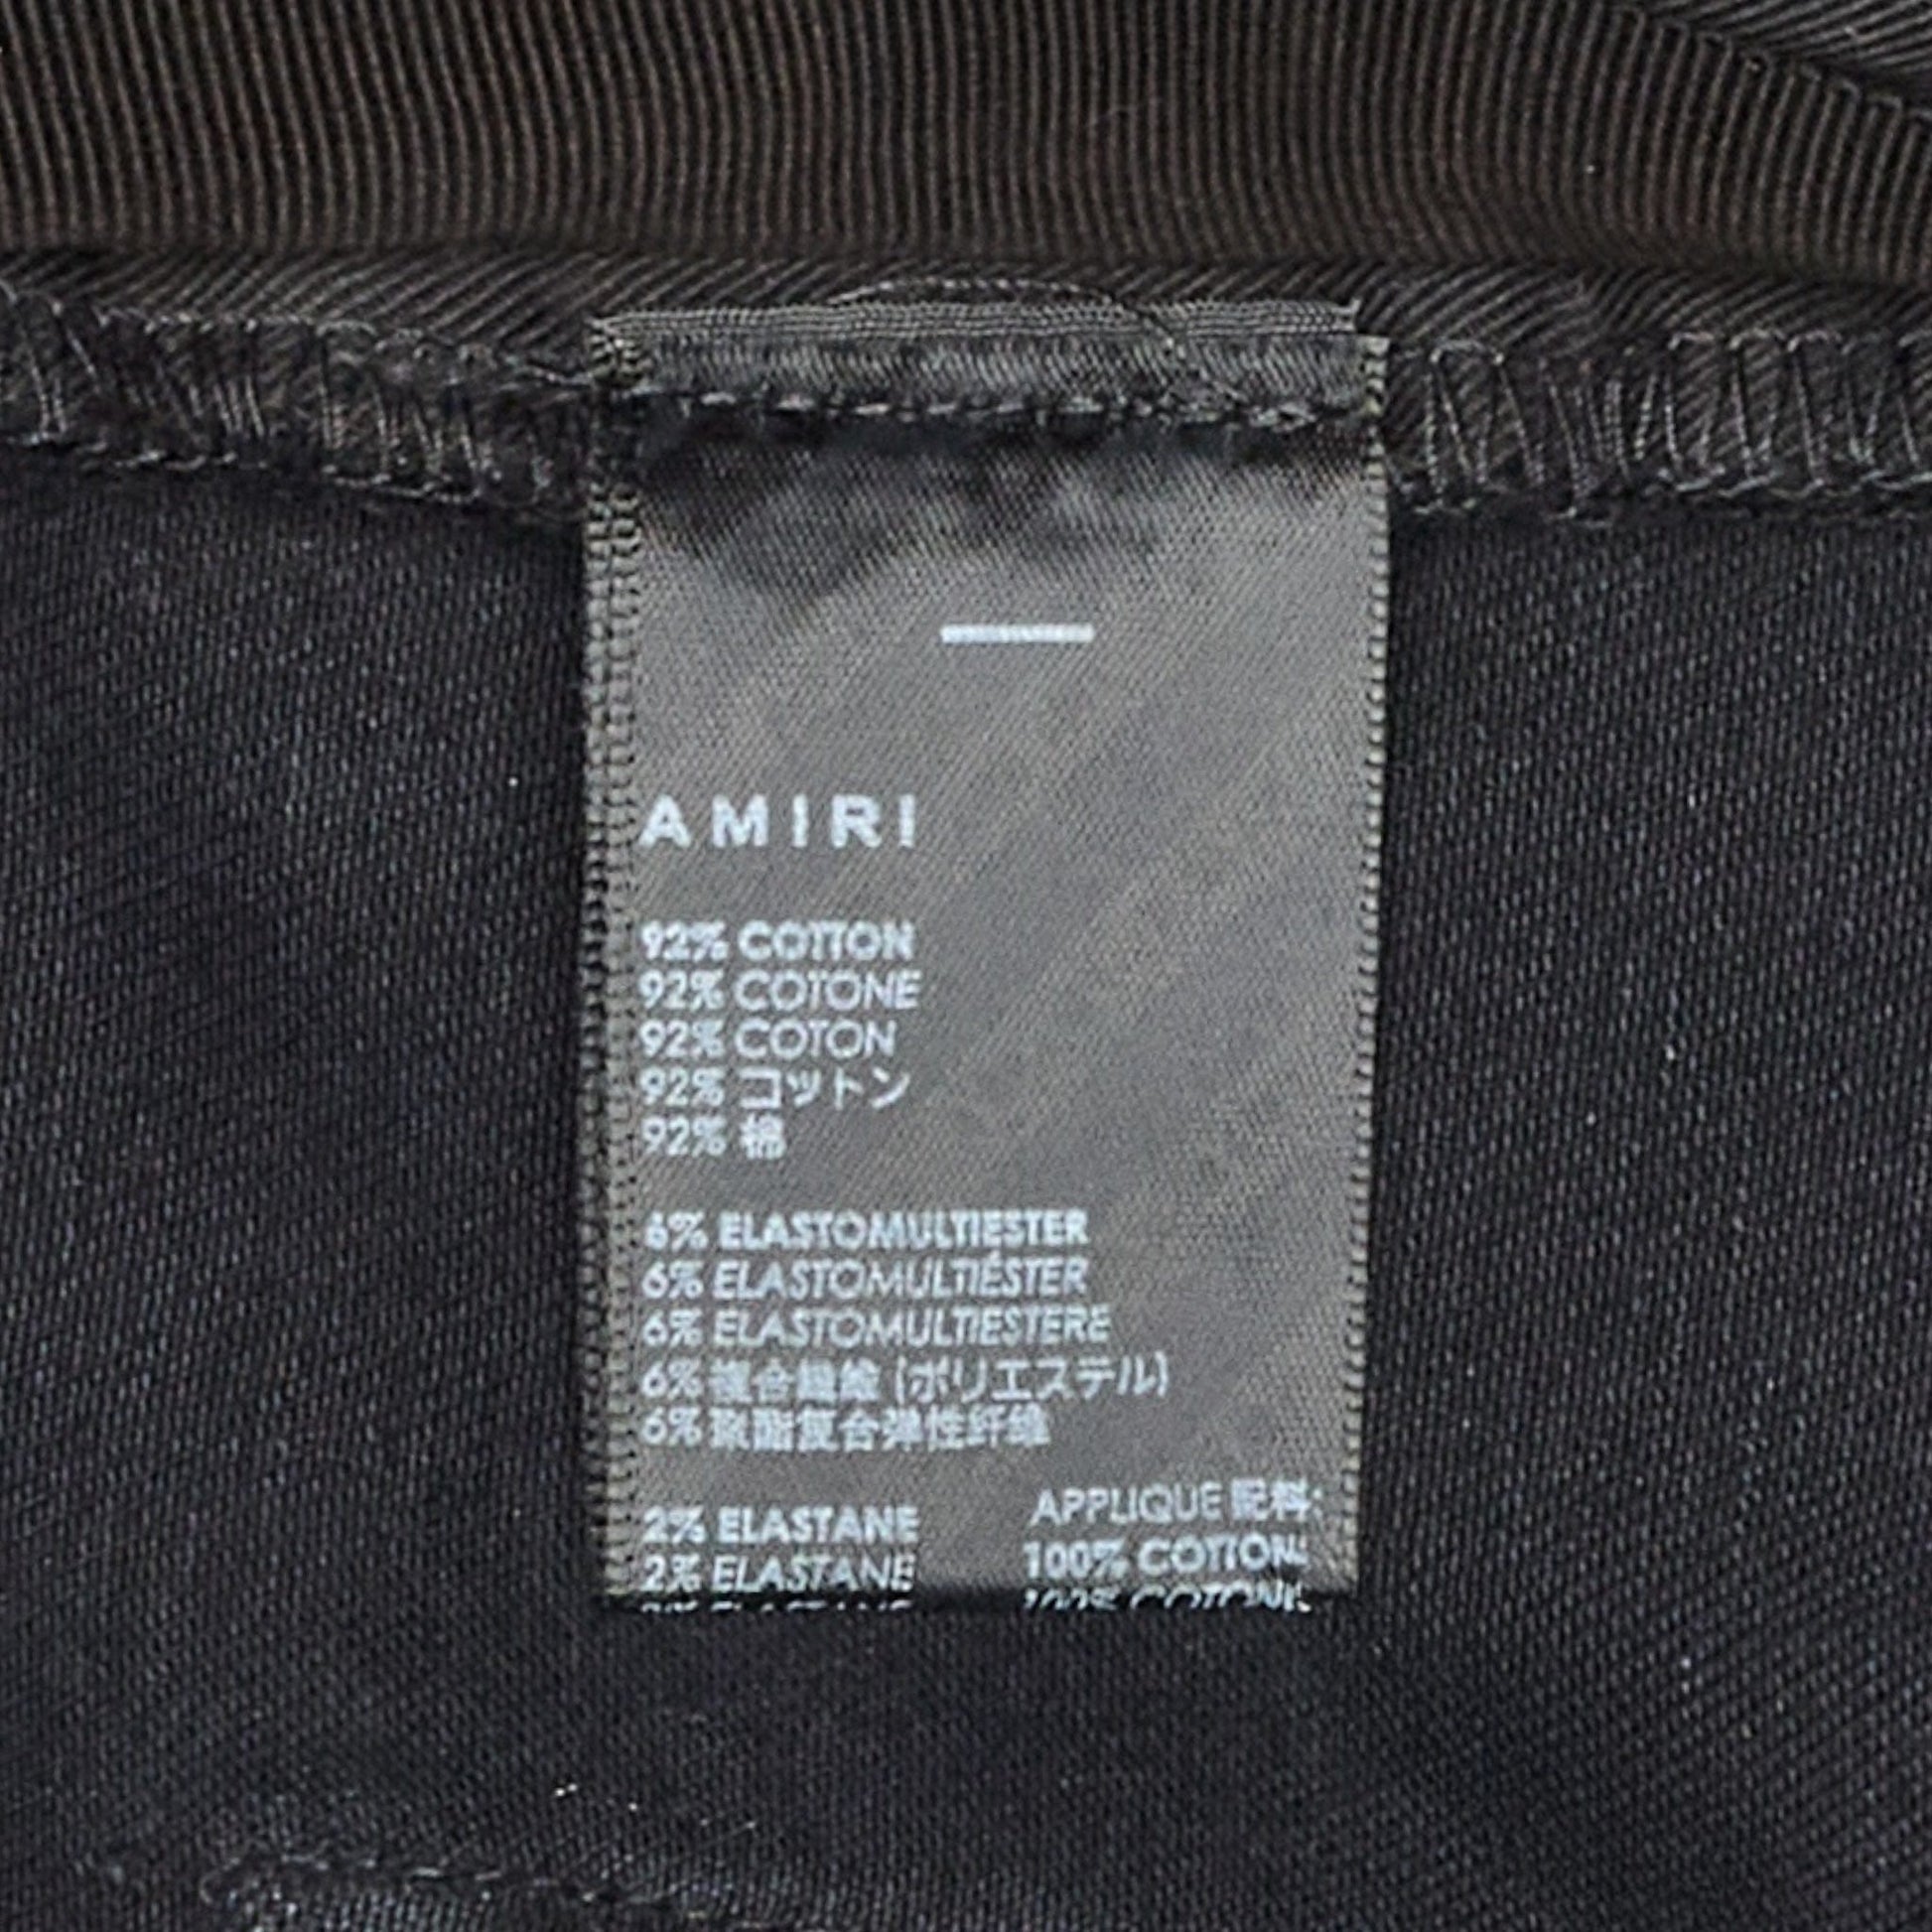 AMIRI
92% COTTON
92% COTONE
92% COTON
92% コットン
92% 棉
6% ELASTOMULTIESTER
6% ELASTOMULTIÉSTER
6% ELASTOMULTIESTERE
6% 複合繊維 (ポリエステル)
6% 聚酯复合弹性纤维
2% ELASTANE
2% ELASTANE
APPLIQUE 配料:
100% COTTON
100% COTONE